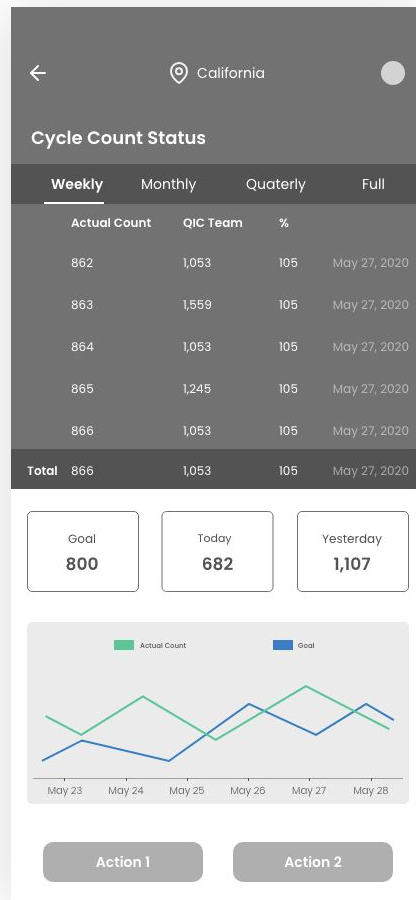 California
Cycle Count Status
Weekly Monthly Quaterly Full
Actual Count QIC Team %
862 1,053 105 May 27, 2020
863 1,559 105 May 27, 2020
864 1,053 105 May 27, 2020
865 1,245 105 May 27, 2020
866 1,053 105 May 27, 2020
Total 866 1,053 105 May 27, 2020
Goal Today Yesterday
800 682 1,107
Actual Count Goal
May 23 May 24 May 25 May 26 May 27 May 28
Action 1 Action 2